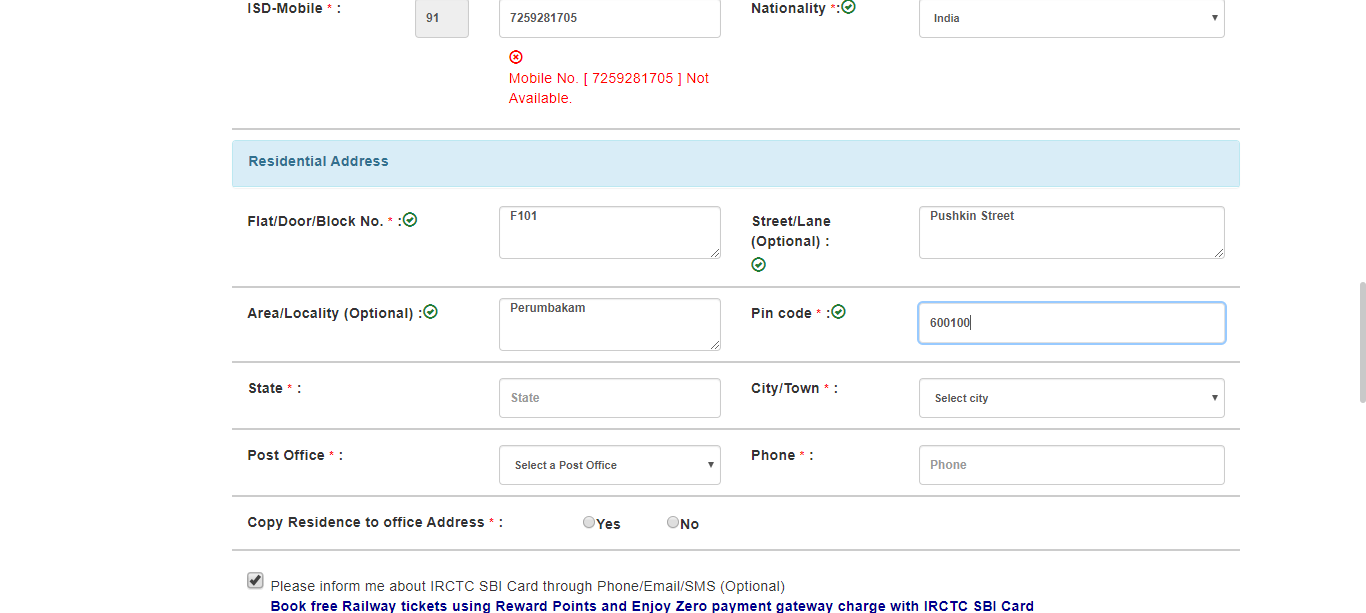 ISD-Mobile * :
91
7259281705
Nationality *:
India
Mobile No. [ 7259281705 ] Not
Available.
Residential Address
Flat/Door/Block No. * :
F101
Street/Lane
(Optional) :
Pushkin Street
Area/Locality (Optional) :
Perumbakam
Pin code * :
600100
State * :
State
City/Town * :
Select city
Post Office * :
Select a Post Office
Phone * :
Phone
Copy Residence to office Address * :
Yes
No
Please inform me about IRCTC SBI Card through Phone/Email/SMS (Optional)
Book free Railway tickets using Reward Points and Enjoy Zero payment gateway charge with IRCTC SBI Card